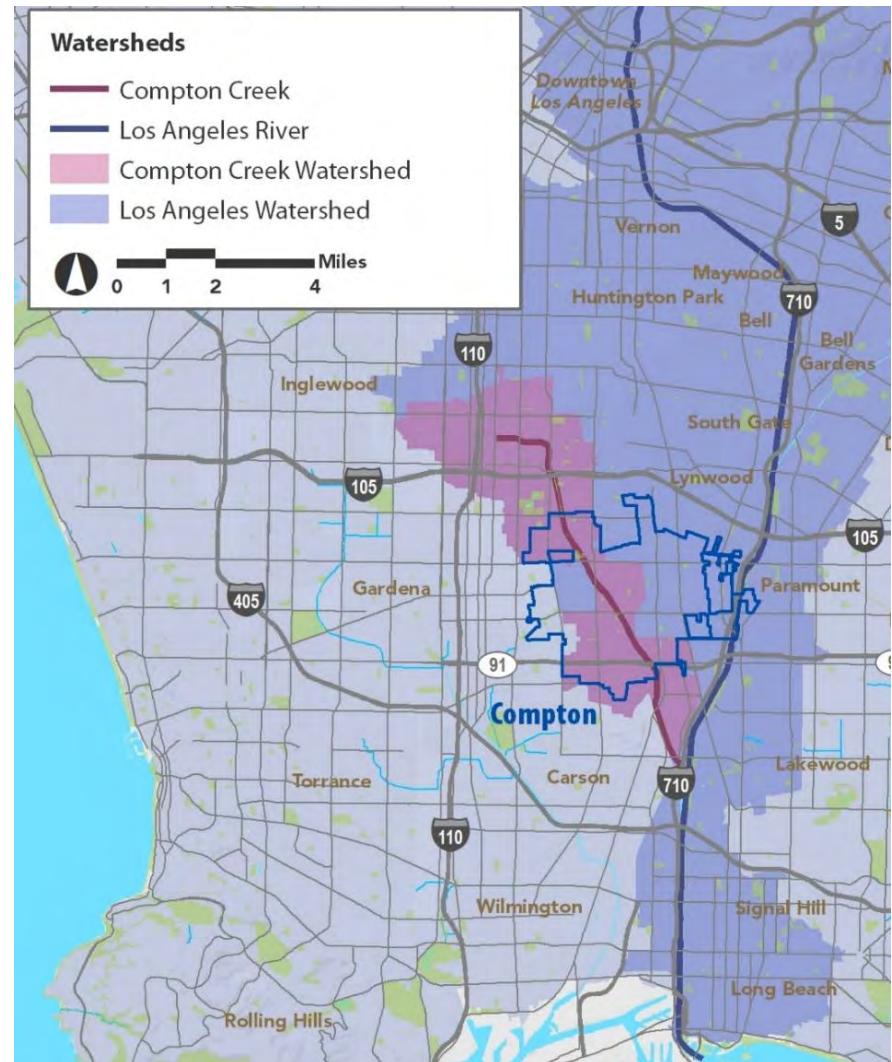 Watersheds
Compton Creek
Los Angeles River
Compton Creek Watershed
Los Angeles Watershed
Miles
0 1 2 4
Downtown
Los Angeles
5
Vernon
Maywood
Huntington Park
710
Bell
Bell
Gardens
110
Inglewood
South Gate
Lynwood
105
105
Gardena
Paramount
405
91
Compton
Torrance
Carson
Lakewood
710
110
Wilmington
Signal Hill
Long Beach
Rolling Hills